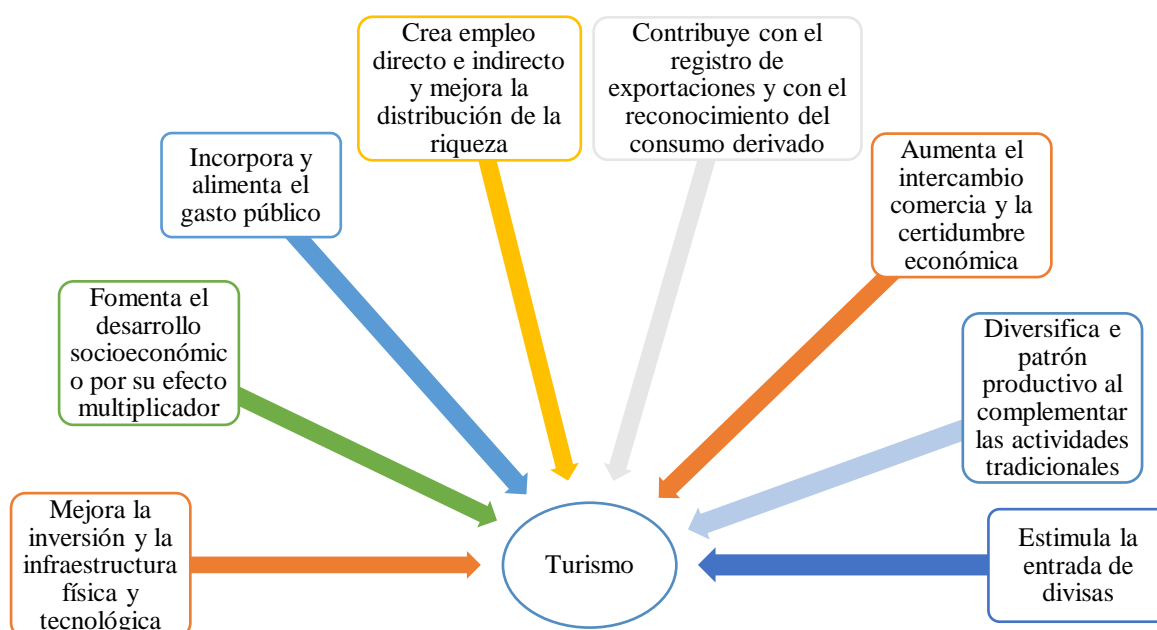 Crea empleo
directo e indirecto
y mejora la
distribución de la
riqueza
Contribuye con el
registro de
exportaciones y con el
reconocimiento del
consumo derivado
Incorpora y
alimenta el
gasto público
Aumenta el
intercambio
comercia y la
certidumbre
económica
Fomenta el
desarrollo
socioeconómic
o por su efecto
multiplicador
Diversifica e
patrón
productivo al
complementar
las actividades
tradicionales
Mejora la
inversión y la
infraestructura
física y
tecnológica
Turismo
Estimula la
entrada de
divisas